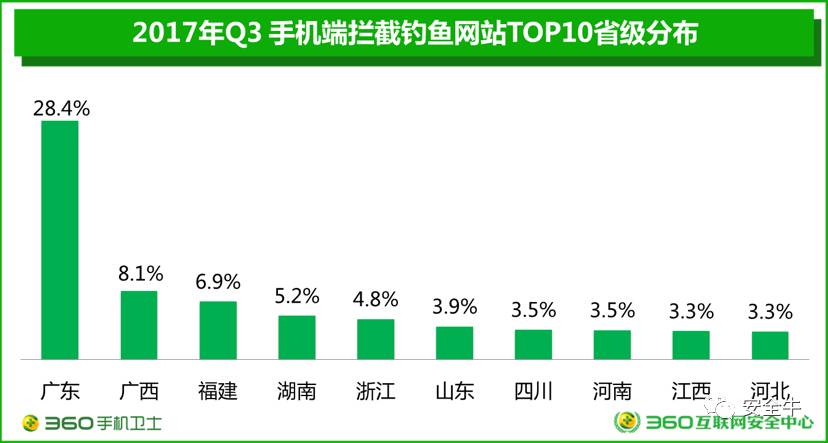 2017年Q3 手机端拦截钓鱼网站TOP10省级分布
28.4%
8.1%
6.9%
5.2%
4.8%
3.9%
3.5%
3.5%
3.3%
3.3%
广东
广西
福建
湖南
浙江
山东
四川
河南
江西
河北
安全牛
360手机卫士
360互联网安全中心